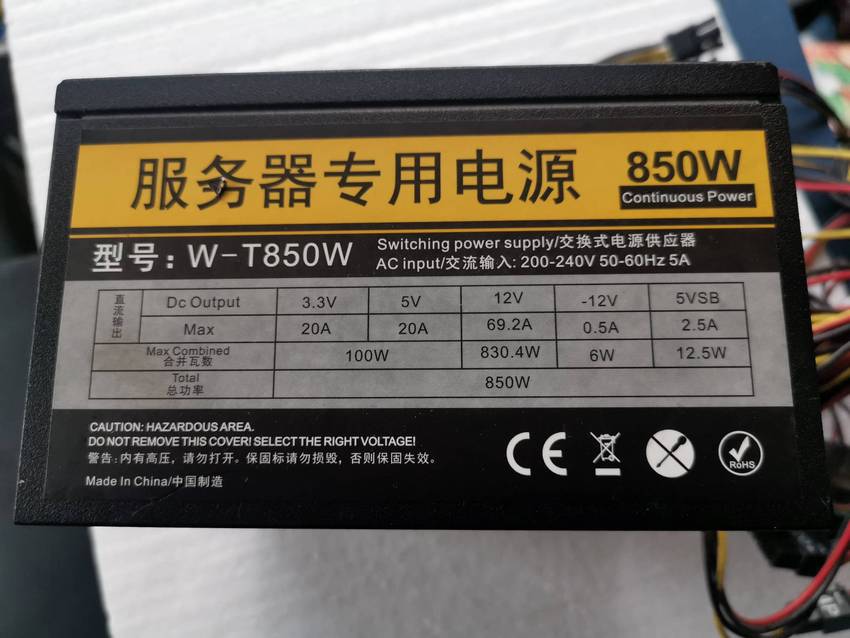 服务器专用电源
850W
Continuous Power
型号: W-T850W
Switching power supply/交换式电源供应器
AC input/交流输入: 200-240V 50-60Hz 5A
直流输出
Dc Output 3.3V 5V 12V -12V 5VSB
Max 20A 20A 69.2A 0.5A 2.5A
Max Combined
合并瓦数
100W 830.4W 6W 12.5W
Total
总功率
850W
CAUTION: HAZARDOUS AREA.
DO NOT REMOVE THIS COVER! SELECT THE RIGHT VOLTAGE!
警告: 内有高压, 请勿打开。保固标请勿损毁, 否则保固失效。
Made In China/中国制造
CE
RoHS